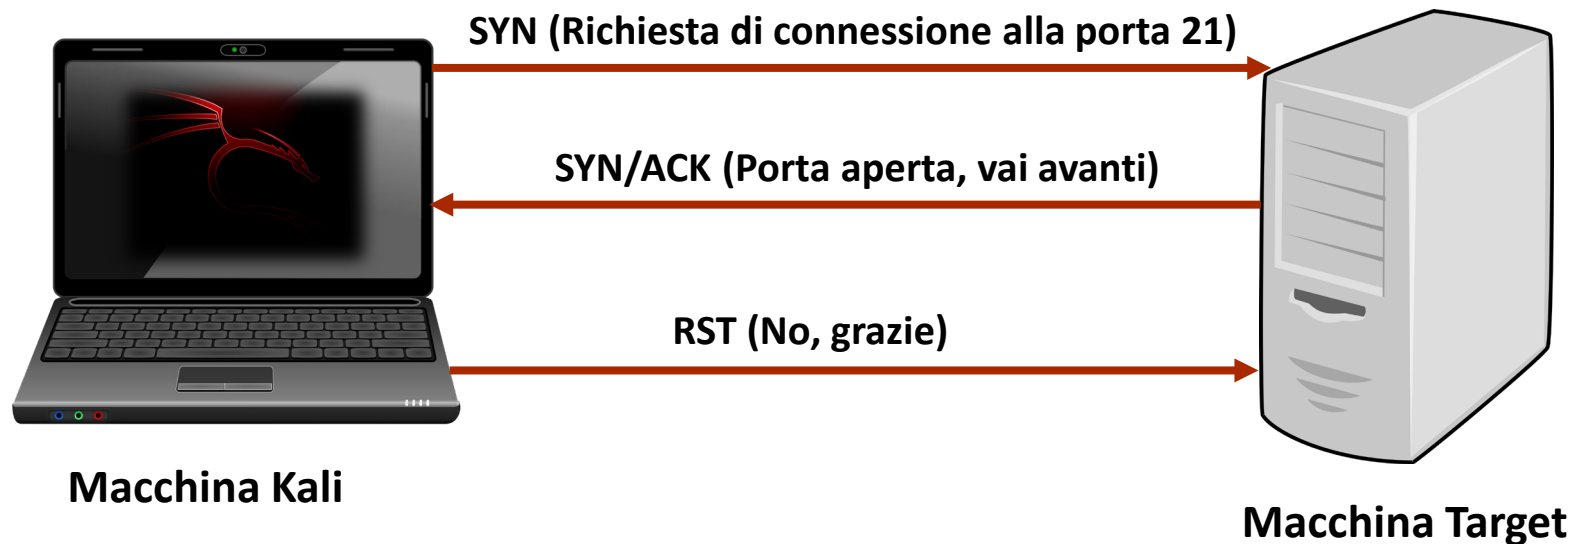 SYN (Richiesta di connessione alla porta 21)
SYN/ACK (Porta aperta, vai avanti)
RST (No, grazie)
Macchina Kali
Macchina Target